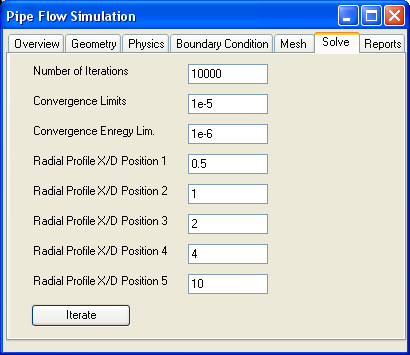 Pipe Flow Simulation
Overview Geometry Physics Boundary Condition Mesh Solve Reports
Number of Iterations 10000
Convergence Limits 1e-5
Convergence Enregy Lim. 1e-6
Radial Profile X/D Position 1 0.5
Radial Profile X/D Position 2 1
Radial Profile X/D Position 3 2
Radial Profile X/D Position 4 4
Radial Profile X/D Position 5 10
Iterate